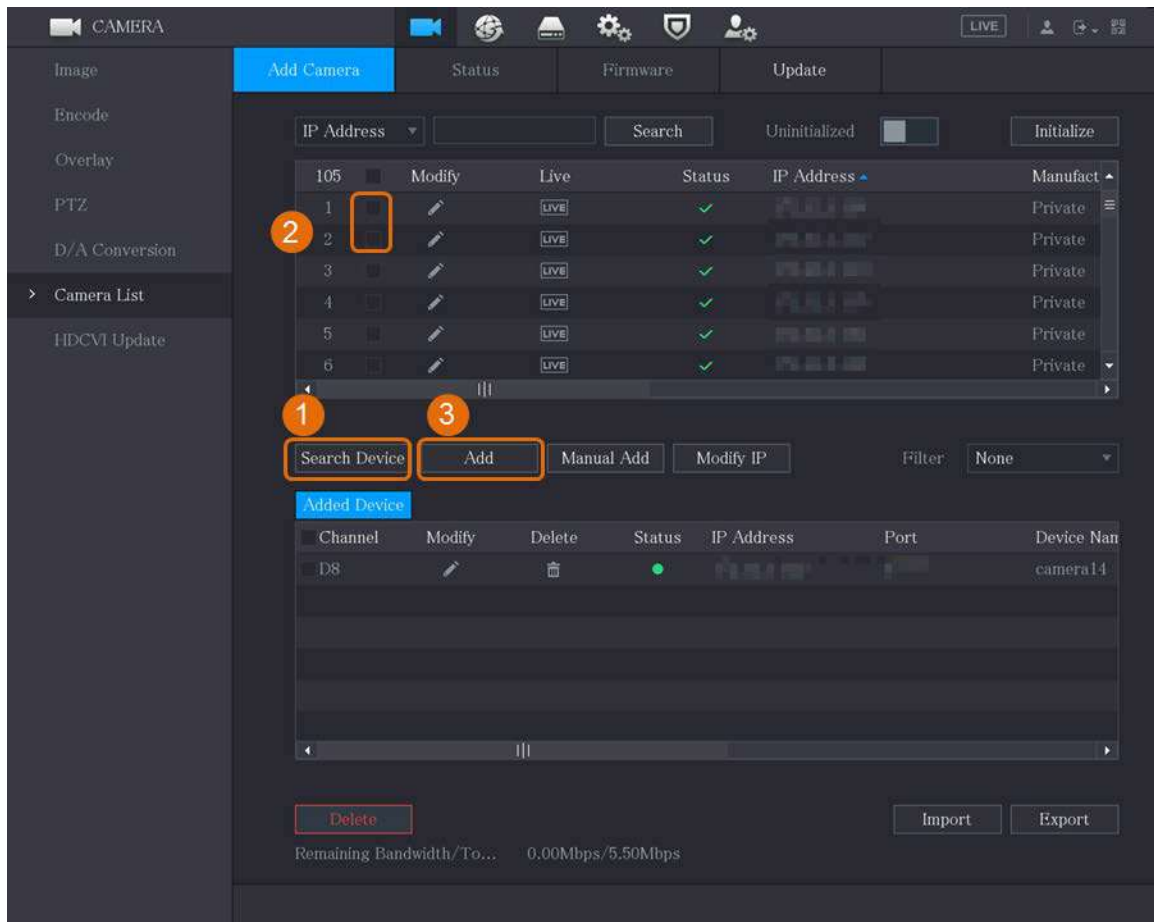 CAMERA LIVE
Image
Encode
Overlay
PTZ
D/A Conversion
> Camera List
HDCVI Update
Add Camera Status Firmware Update
IP Address Search Uninitialized Initialize
105 Modify Live Status IP Address Manufact
1 LIVE Private
2 2 LIVE Private
3 LIVE Private
4 LIVE Private
5 LIVE Private
6 LIVE Private
1 3
Search Device Add Manual Add Modify IP Filter None
Added Device
Channel Modify Delete Status IP Address Port Device Nan
D8 camera14
Delete Import Export
Remaining Bandwidth/To... 0.00Mbps/5.50Mbps